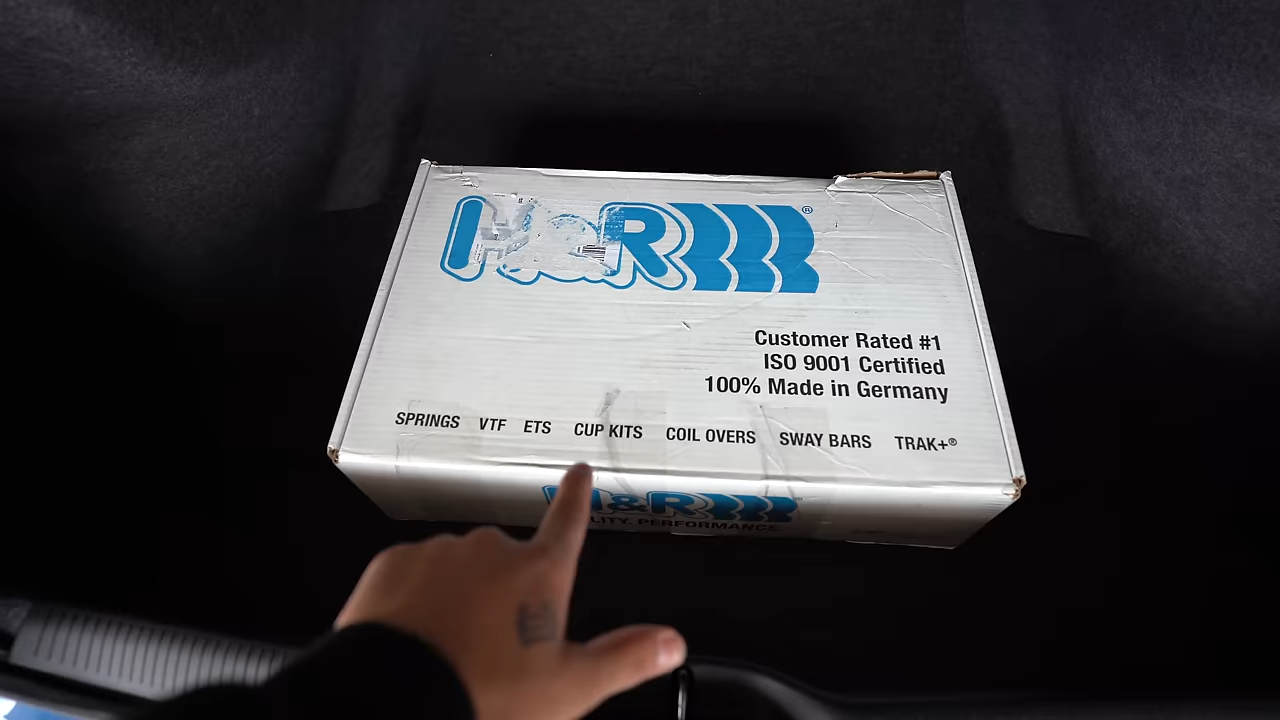 H&R®
Customer Rated #1
ISO 9001 Certified
100% Made in Germany
SPRINGS VTF ETS CUP KITS COIL OVERS SWAY BARS TRAK+®
H&R
PERFORMANCE.